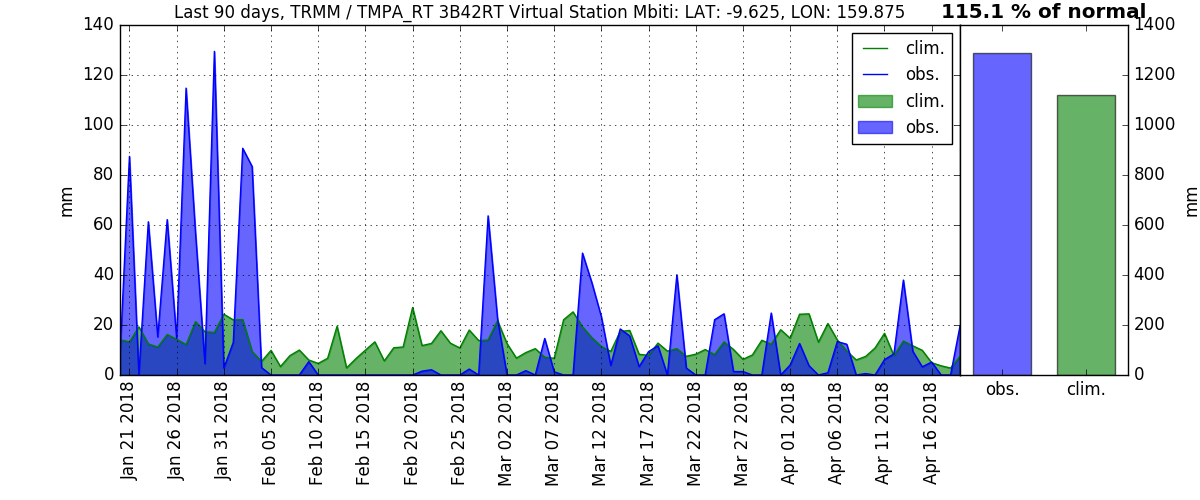 Last 90 days, TRMM / TMPA_RT 3B42RT Virtual Station Mbiti: LAT: -9.625, LON: 159.875
115.1 % of normal
140
120
100
80
60
40
20
0
mm
clim.
obs.
clim.
obs.
1400
1200
1000
800
600
400
200
0
mm
Jan 21 2018
Jan 26 2018
Jan 31 2018
Feb 05 2018
Feb 10 2018
Feb 15 2018
Feb 20 2018
Feb 25 2018
Mar 02 2018
Mar 07 2018
Mar 12 2018
Mar 17 2018
Mar 22 2018
Mar 27 2018
Apr 01 2018
Apr 06 2018
Apr 11 2018
Apr 16 2018
obs.
clim.